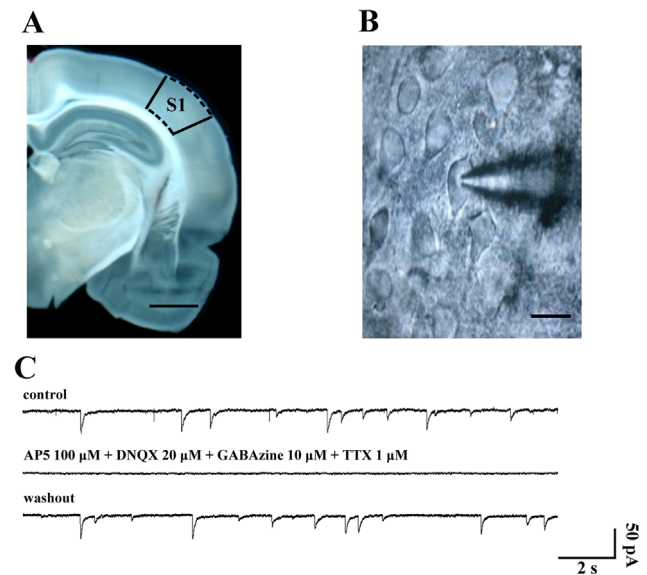 A
B
S1
C
control
AP5 100 μM + DNQX 20 μM + GABAzine 10 μM + TTX 1 μM
washout
50 pA
2 s